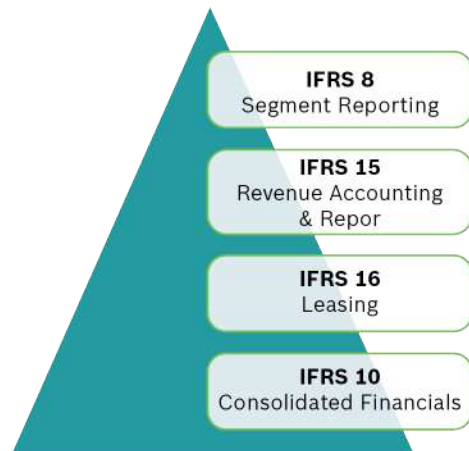 IFRS 8
Segment Reporting
IFRS 15
Revenue Accounting
& Repor
IFRS 16
Leasing
IFRS 10
Consolidated Financials